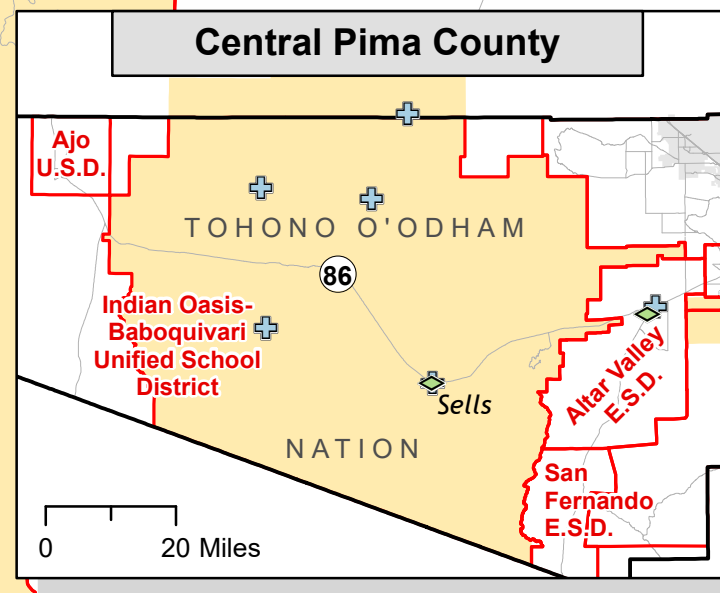 Central Pima County
Ajo
U.S.D.
TOHONO O'ODHAM
86
Indian Oasis-
Baboquivari
Unified School
District
Altar Valley
E.S.D.
Sells
NATION
San
Fernando
E.S.D.
0 20 Miles